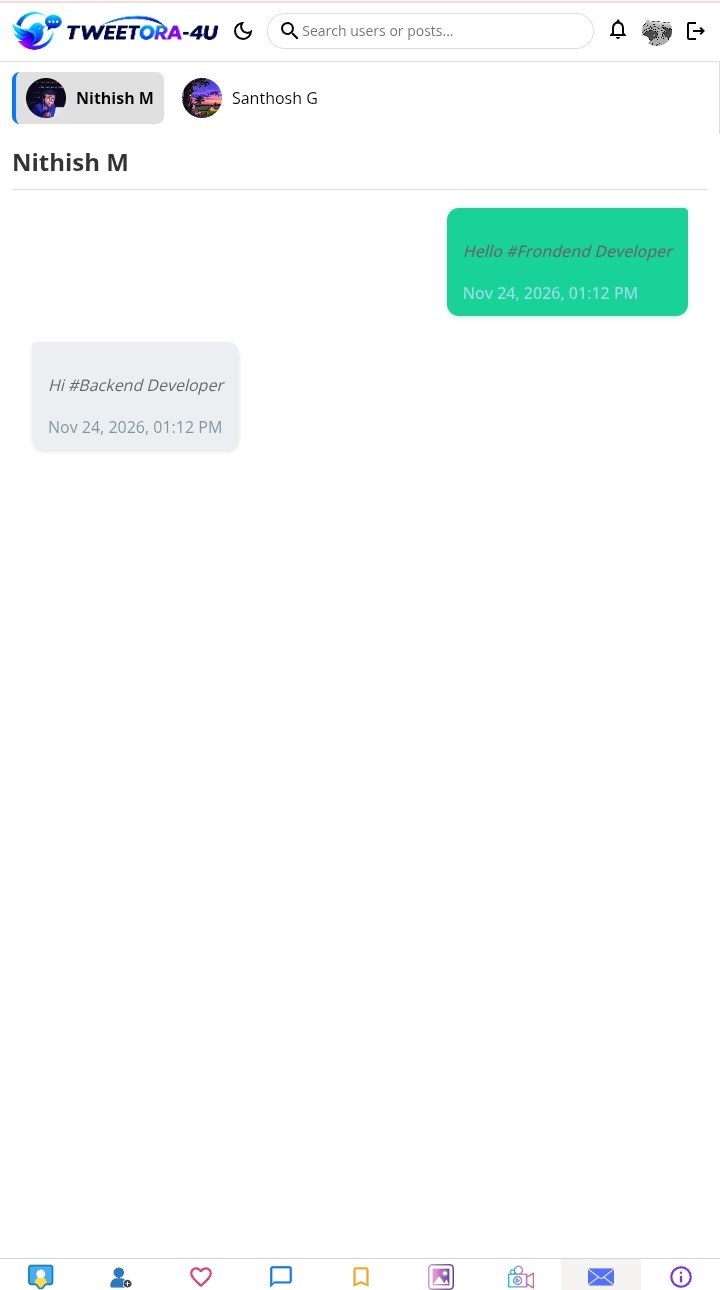 TWEETORA-4U
Search users or posts...
Nithish M
Santhosh G
Nithish M
Hello #Frondend Developer
Nov 24, 2026, 01:12 PM
Hi #Backend Developer
Nov 24, 2026, 01:12 PM